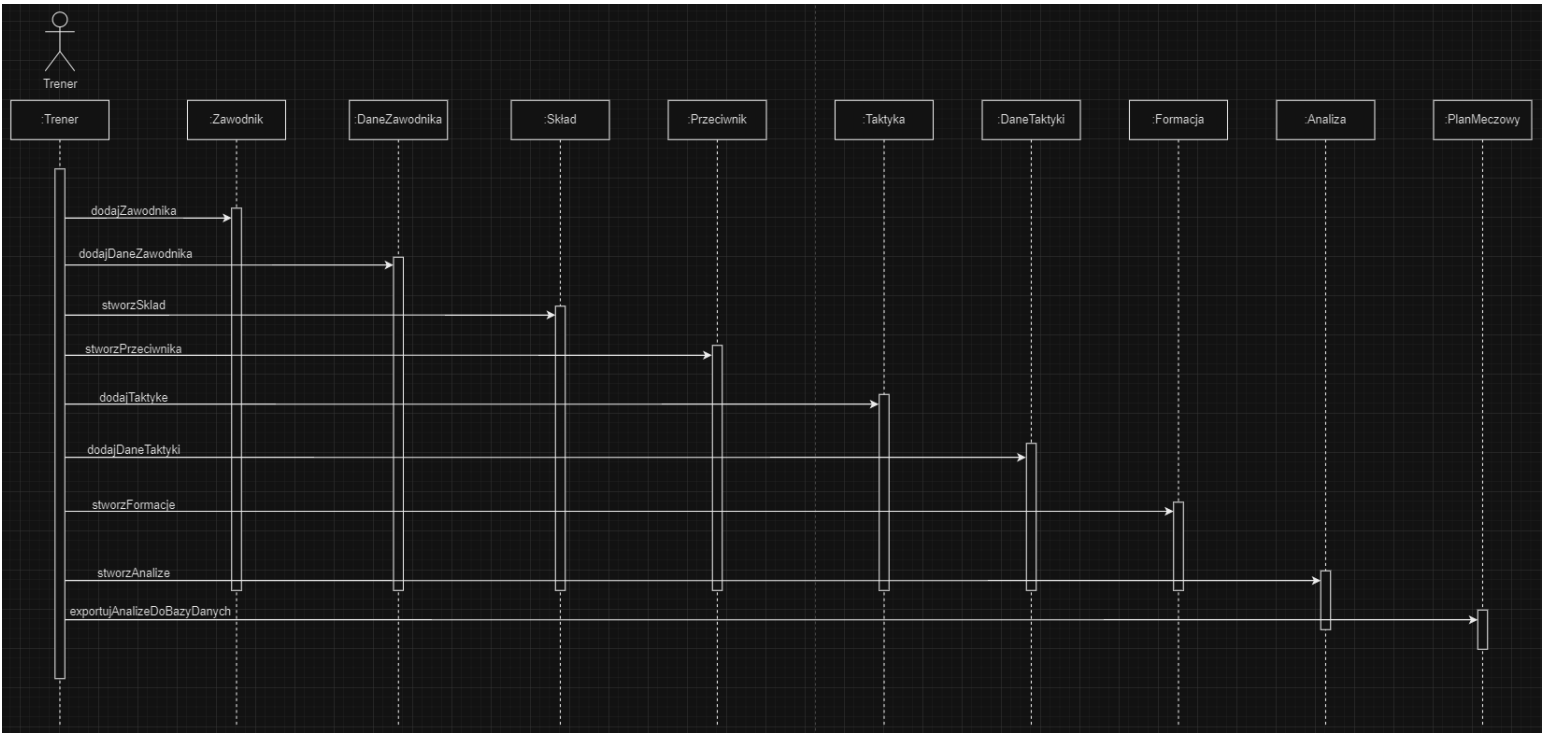 Trener
:Trener
:Zawodnik
:DaneZawodnika
:Skład
:Przeciwnik
:Taktyka
:DaneTaktyki
:Formacja
:Analiza
:PlanMeczowy
dodajZawodnika
dodajDaneZawodnika
stworzSklad
stworzPrzeciwnika
dodajTaktyke
dodajDaneTaktyki
stworzFormacje
stworzAnalize
exportujAnalizeDoBazyDanych